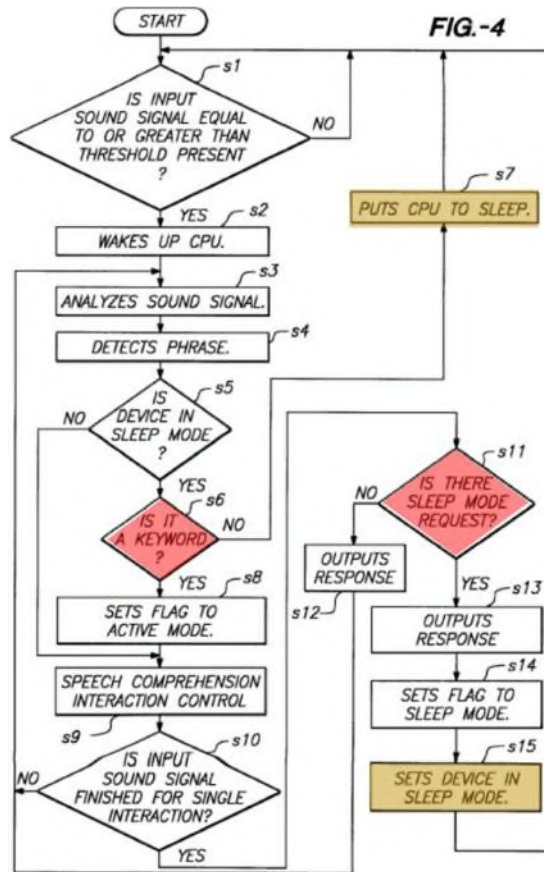 START
FIG.-4
s1
IS INPUT
SOUND SIGNAL EQUAL
TO OR GREATER THAN
THRESHOLD PRESENT
?
NO
YES
s2
WAKES UP CPU.
s7
PUTS CPU TO SLEEP.
s3
ANALYZES SOUND SIGNAL.
s4
DETECTS PHRASE.
s5
IS
DEVICE IN
SLEEP MODE
?
NO
YES
s6
IS IT
A KEYWORD
?
NO
YES
s8
SETS FLAG TO
ACTIVE MODE.
SPEECH COMPREHENSION
INTERACTION CONTROL
s9
s10
IS INPUT
SOUND SIGNAL
FINISHED FOR SINGLE
INTERACTION?
NO
YES
s11
IS THERE
SLEEP MODE
REQUEST?
NO
OUTPUTS
RESPONSE
s12
YES
s13
OUTPUTS
RESPONSE
s14
SETS FLAG TO
SLEEP MODE.
s15
SETS DEVICE IN
SLEEP MODE.